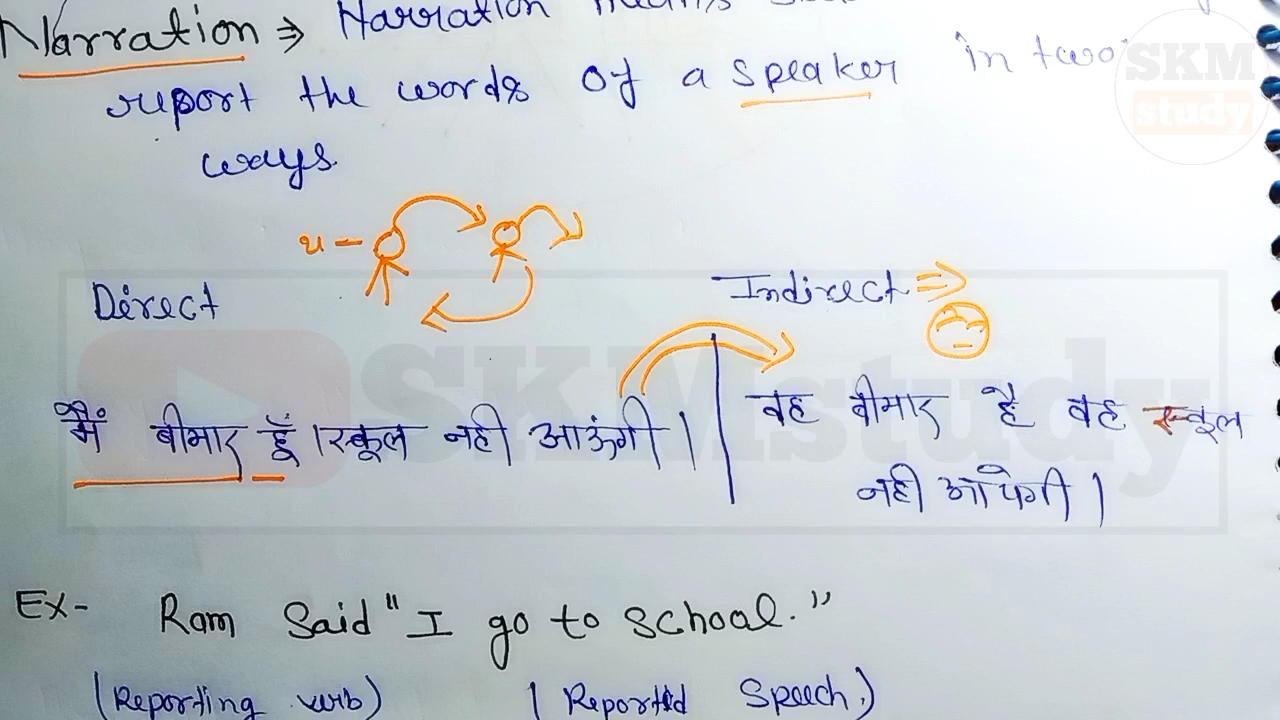 Narration ⇒ Narration means
report the words of a speaker in two
ways
Direct
Indirect ⇒
मैं बीमार हूँ । स्कूल नही आऊंगी ।
वह बीमार है वह स्कूल
नही आयेगी ।
Ex- Ram Said "I go to School."
(Reporting verb) ( Reported Speech.)
SKM
study
SKMstudy